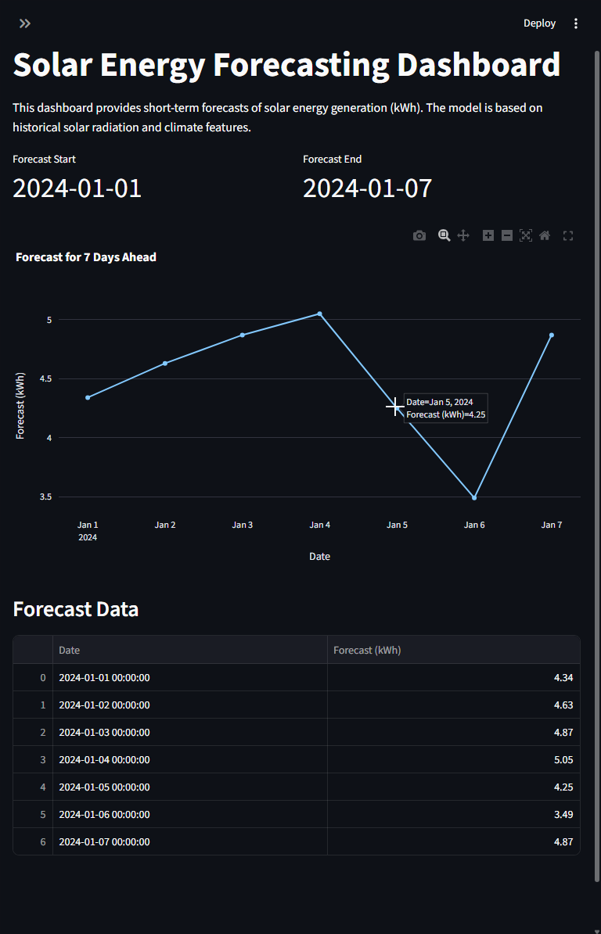 Deploy
Solar Energy Forecasting Dashboard
This dashboard provides short-term forecasts of solar energy generation (kWh). The model is based on
historical solar radiation and climate features.
Forecast Start
Forecast End
2024-01-01
2024-01-07
Forecast for 7 Days Ahead
5
4.5
4
3.5
Forecast (kWh)
Date=Jan 5, 2024
Forecast (kWh)=4.25
Jan 1
2024
Jan 2
Jan 3
Jan 4
Jan 5
Jan 6
Jan 7
Date
Forecast Data
Date Forecast (kWh)
0 2024-01-01 00:00:00 4.34
1 2024-01-02 00:00:00 4.63
2 2024-01-03 00:00:00 4.87
3 2024-01-04 00:00:00 5.05
4 2024-01-05 00:00:00 4.25
5 2024-01-06 00:00:00 3.49
6 2024-01-07 00:00:00 4.87